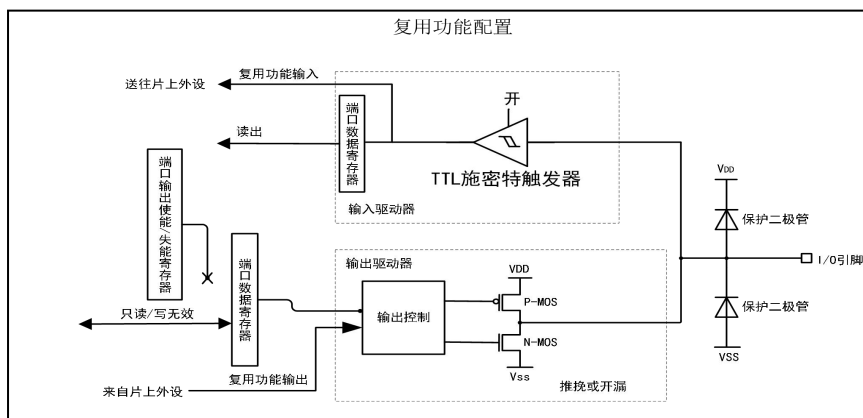 复用功能配置
送往片上外设
复用功能输入
读出
端口数据寄存器
开
TTL施密特触发器
输入驱动器
端口输出使能/失能寄存器
VDD
保护二极管
I/O引脚
保护二极管
VSS
端口数据寄存器
输出驱动器
VDD
P-MOS
输出控制
N-MOS
Vss
推挽或开漏
只读/写无效
复用功能输出
来自片上外设